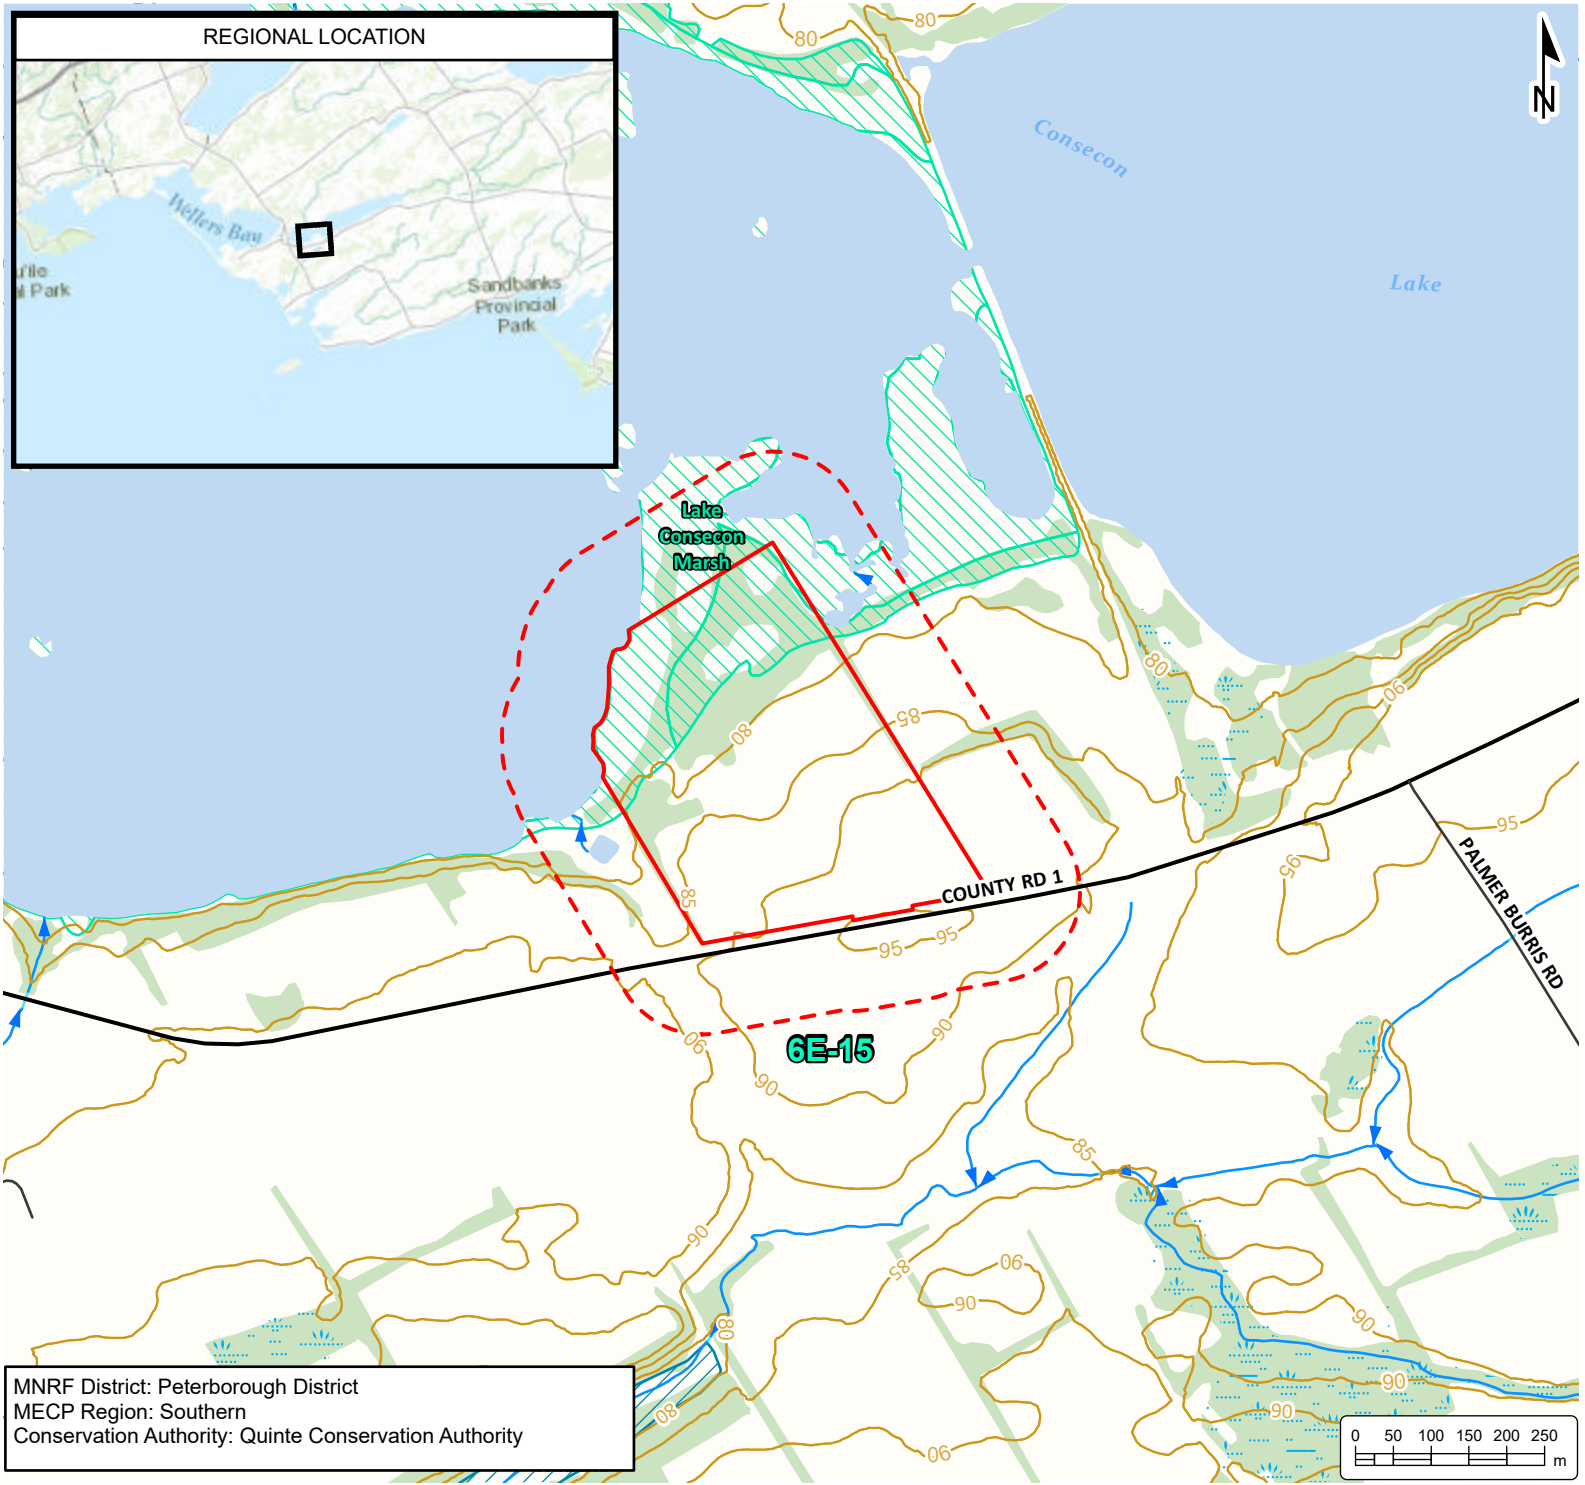 REGIONAL LOCATION
Wellers Bay
al Park
Sandbanks
Provincial
Park
N
80
80
Consecon
Lake
Lake
Consecon
Marsh
80
90
80
85
85
95
95
COUNTY RD 1
95
95
PALMER BURRIS RD
90
90
90
6E-15
85
90
85
90
90
80
90
90
90
80
90
MNRF District: Peterborough District
MECP Region: Southern
Conservation Authority: Quinte Conservation Authority
0 50 100 150 200 250
m